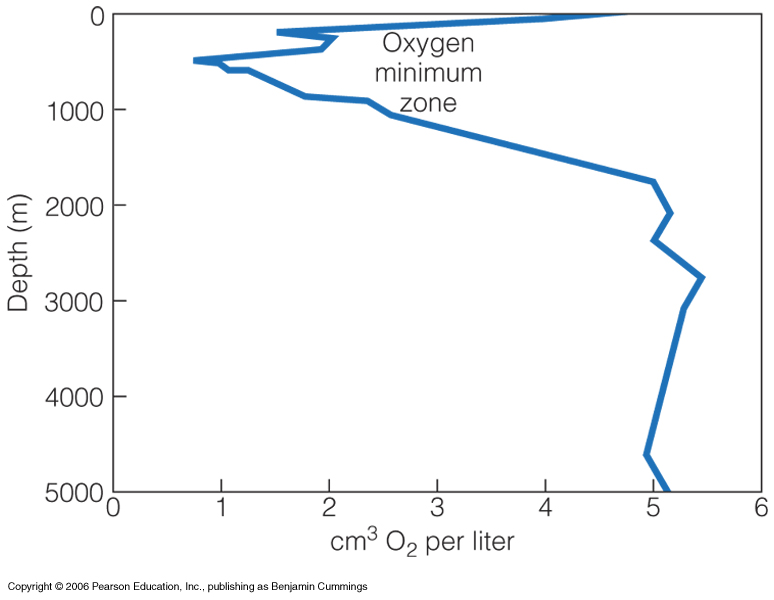 0
Oxygen
minimum
zone
1000
2000
3000
4000
5000
Depth (m)
0 1 2 3 4 5 6
cm³ O₂ per liter
Copyright © 2006 Pearson Education, Inc., publishing as Benjamin Cummings